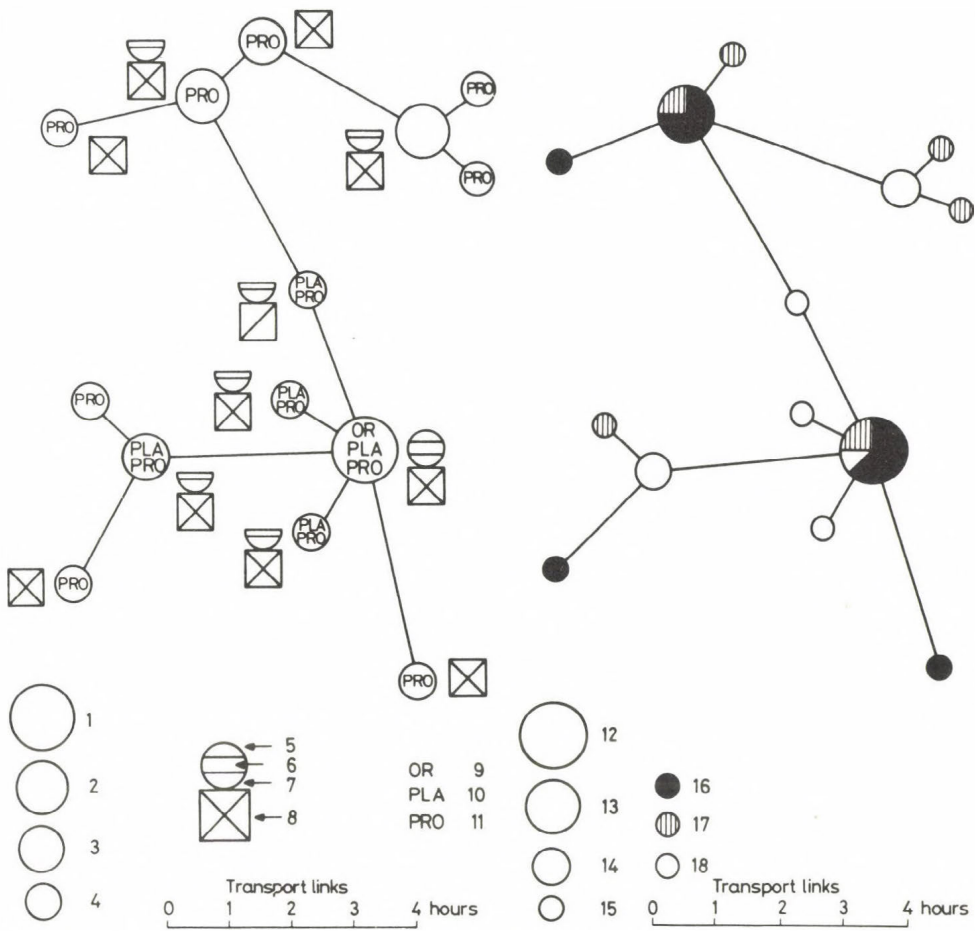 PRO
PRO
PRO
PRO
PRO
PLA
PRO
PRO
PLA
PRO
OR
PLA
PRO
PLA
PRO
PLA
PRO
PRO
PRO
1
2
3
4
5
6
7
8
OR 9
PLA 10
PRO 11
Transport links
0 1 2 3 4 hours
12
13
14
15
16
17
18
Transport links
0 1 2 3 4 hours